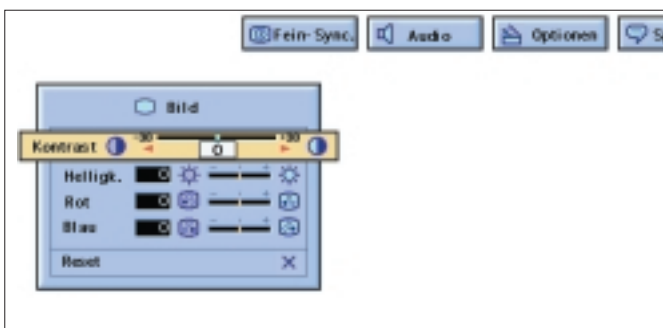 Fein-Sync. Audio Optionen S
Bild
-30 +30
Kontrast 0
Helligk. 0
Rot 0
Blau 0
Reset